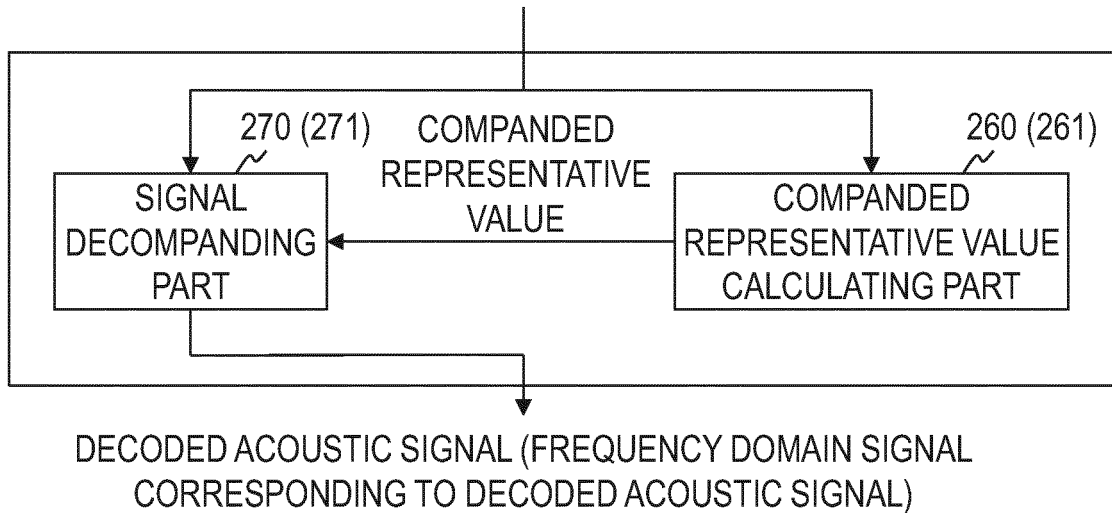 270 (271)
COMPANDED
REPRESENTATIVE
VALUE
260 (261)
SIGNAL
DECOMPANDING
PART
COMPANDED
REPRESENTATIVE VALUE
CALCULATING PART
DECODED ACOUSTIC SIGNAL (FREQUENCY DOMAIN SIGNAL
CORRESPONDING TO DECODED ACOUSTIC SIGNAL)